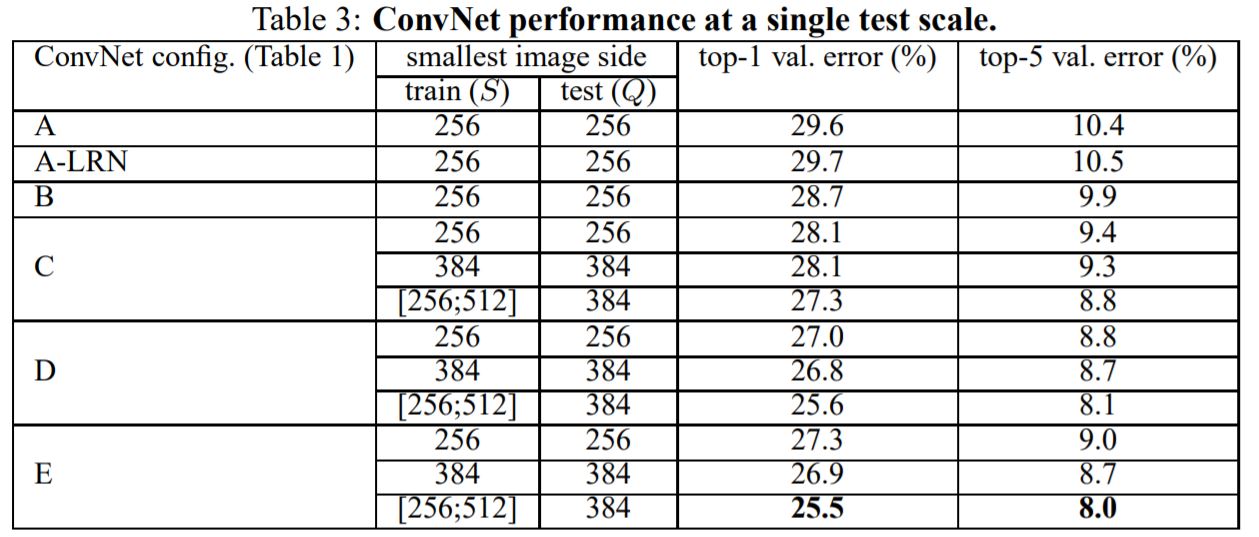 Table 3: ConvNet performance at a single test scale.
ConvNet config. (Table 1) smallest image side top-1 val. error (%) top-5 val. error (%)
train (S) test (Q)
A 256 256 29.6 10.4
A-LRN 256 256 29.7 10.5
B 256 256 28.7 9.9
256 256 28.1 9.4
C 384 384 28.1 9.3
[256;512] 384 27.3 8.8
256 256 27.0 8.8
D 384 384 26.8 8.7
[256;512] 384 25.6 8.1
256 256 27.3 9.0
E 384 384 26.9 8.7
[256;512] 384 25.5 8.0